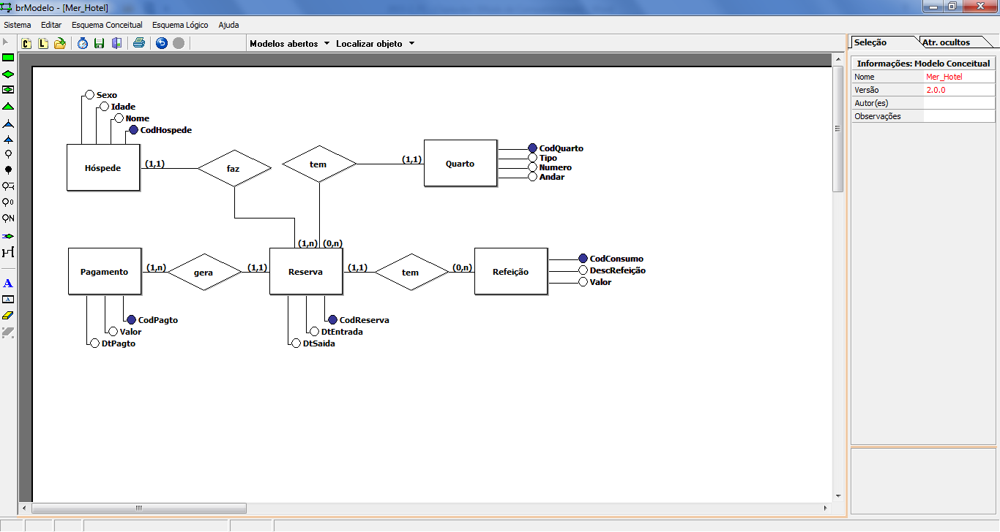 brModelo - [Mer_Hotel]
Sistema Editar Esquema Conceitual Esquema Lógico Ajuda
C L Modelos abertos Localizar objeto
Seleção Atr. ocultos
Informações: Modelo Conceitual
Nome Mer_Hotel
Versão 2.0.0
Autor(es)
Observações
0
N
A
A
Sexo
Idade
Nome
CodHospede
Hóspede (1,1) faz
tem (1,1) Quarto
CodQuarto
Tipo
Numero
Andar
(1,n) (0,n)
Pagamento (1,n) gera (1,1) Reserva (1,1) tem (0,n) Refeição
CodConsumo
DescRefeição
Valor
CodPagto
Valor
DtPagto
CodReserva
DtEntrada
DtSaida